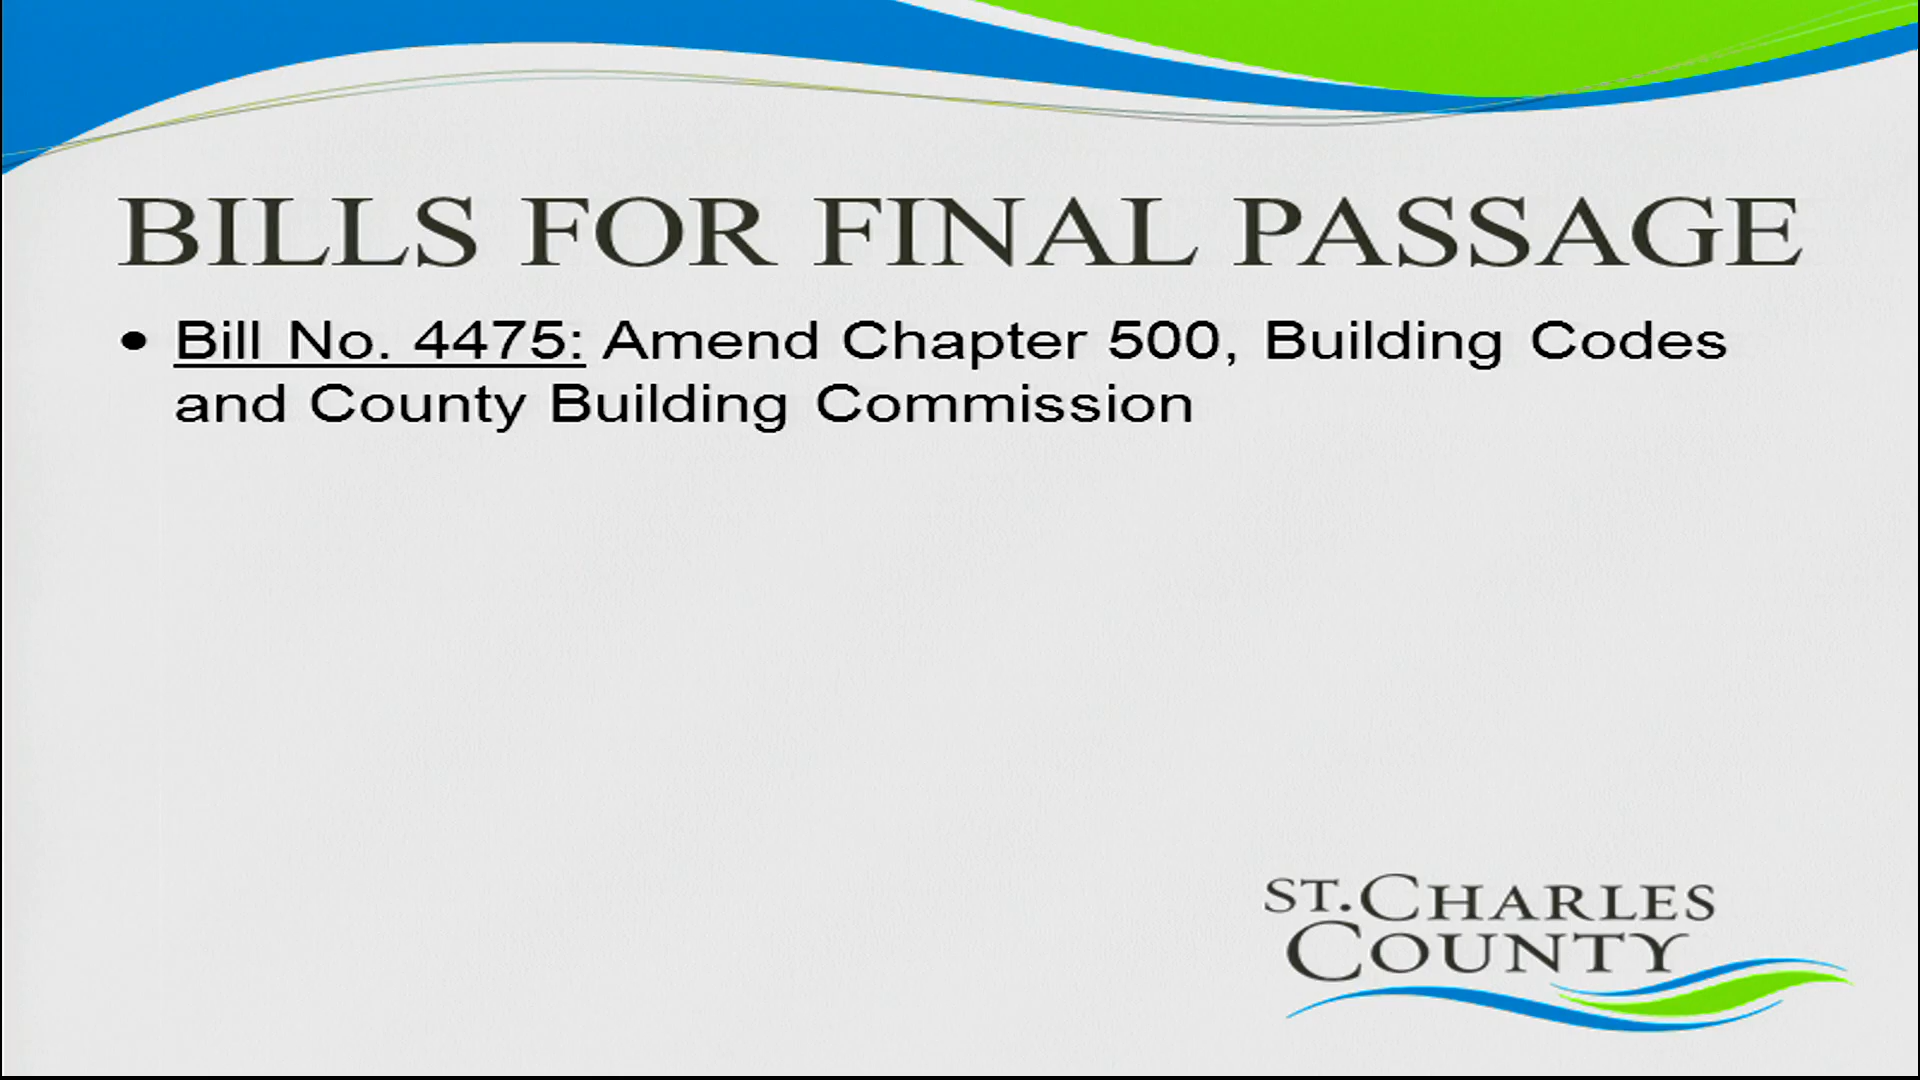 BILLS FOR FINAL PASSAGE
• Bill No. 4475: Amend Chapter 500, Building Codes
and County Building Commission
ST. CHARLES
COUNTY